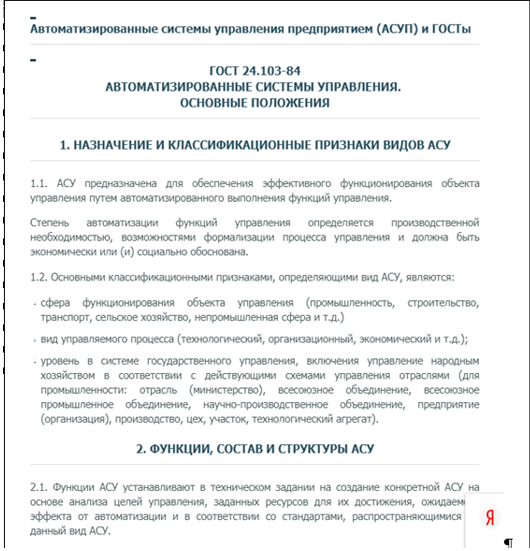 Автоматизированные системы управления предприятием (АСУП) и ГОСТы
ГОСТ 24.103-84
АВТОМАТИЗИРОВАННЫЕ СИСТЕМЫ УПРАВЛЕНИЯ.
ОСНОВНЫЕ ПОЛОЖЕНИЯ
1. НАЗНАЧЕНИЕ И КЛАССИФИКАЦИОННЫЕ ПРИЗНАКИ ВИДОВ АСУ
1.1. АСУ предназначена для обеспечения эффективного функционирования объекта
управления путем автоматизированного выполнения функций управления.
Степень автоматизации функций управления определяется производственной
необходимостью, возможностями формализации процесса управления и должна быть
экономически или (и) социально обоснована.
1.2. Основными классификационными признаками, определяющими вид АСУ, являются:
• сфера функционирования объекта управления (промышленность, строительство,
транспорт, сельское хозяйство, непромышленная сфера и т.д.)
• вид управляемого процесса (технологический, организационный, экономический и т.д.);
• уровень в системе государственного управления, включения управление народным
хозяйством в соответствии с действующими схемами управления отраслями (для
промышленности: отрасль (министерство), всесоюзное объединение, всесоюзное
промышленное объединение, научно-производственное объединение, предприятие
(организация), производство, цех, участок, технологический агрегат).
2. ФУНКЦИИ, СОСТАВ И СТРУКТУРЫ АСУ
2.1. Функции АСУ устанавливают в техническом задании на создание конкретной АСУ на
основе анализа целей управления, заданных ресурсов для их достижения, ожидаемо
эффекта от автоматизации и в соответствии со стандартами, распространяющимися
данный вид АСУ.
Я
¶